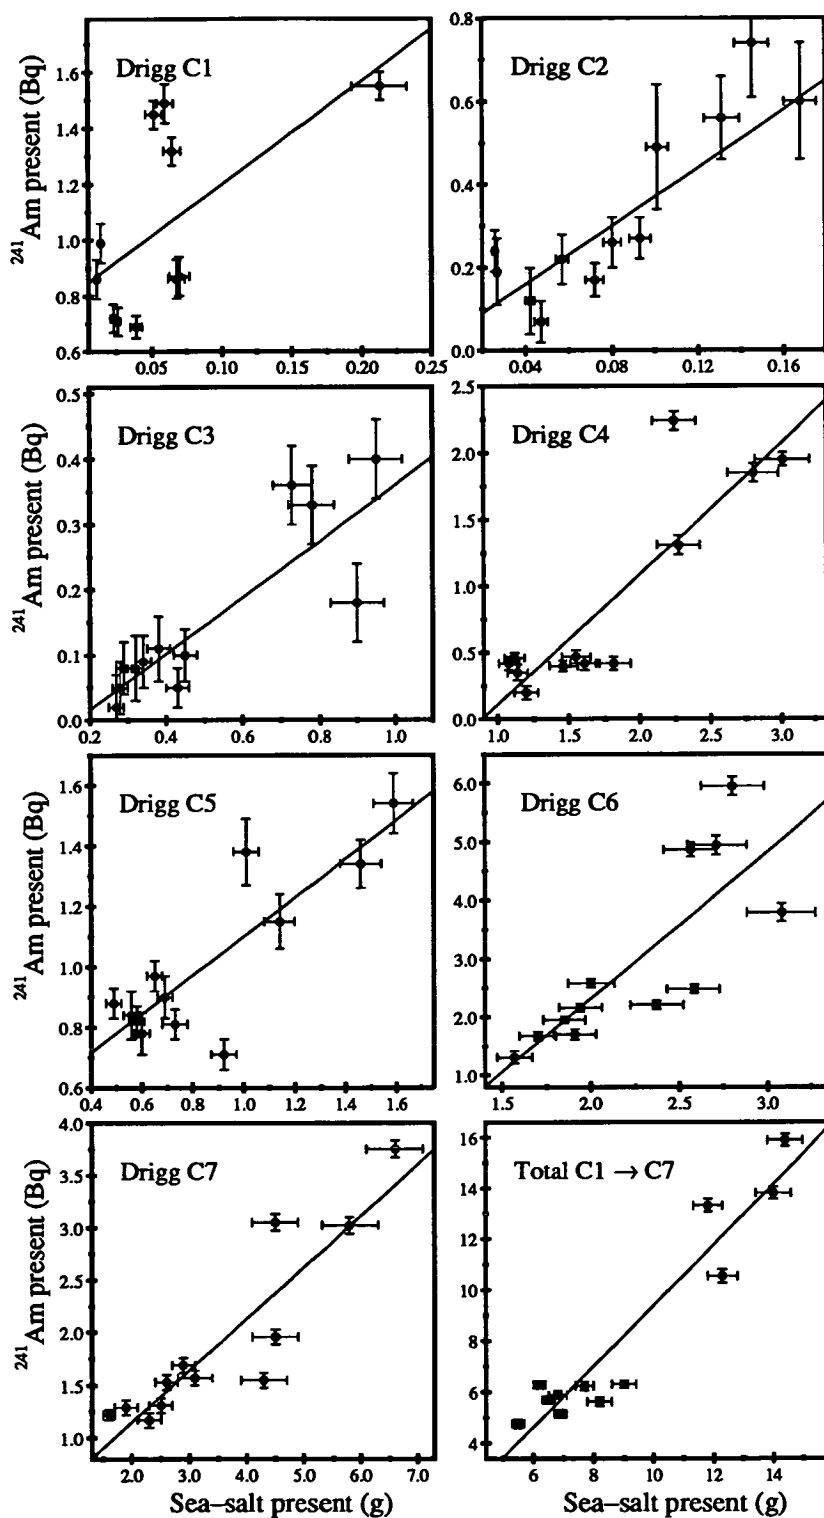 Drigg C1
Drigg C2
²⁴¹Am present (Bq)
1.6
1.4
1.2
1.0
0.8
0.6
0.05 0.10 0.15 0.20 0.25
0.8
0.6
0.4
0.2
0.0
0.04 0.08 0.12 0.16
Drigg C3
Drigg C4
²⁴¹Am present (Bq)
0.5
0.4
0.3
0.2
0.1
0.0
0.2 0.4 0.6 0.8 1.0
2.5
2.0
1.5
1.0
0.5
0.0
1.0 1.5 2.0 2.5 3.0
Drigg C5
Drigg C6
²⁴¹Am present (Bq)
1.6
1.4
1.2
1.0
0.8
0.6
0.4 0.6 0.8 1.0 1.2 1.4 1.6
6.0
5.0
4.0
3.0
2.0
1.0
1.5 2.0 2.5 3.0
Drigg C7
Total C1 → C7
²⁴¹Am present (Bq)
4.0
3.5
3.0
2.5
2.0
1.5
1.0
2.0 3.0 4.0 5.0 6.0 7.0
Sea–salt present (g)
16
14
12
10
8
6
4
6 8 10 12 14
Sea–salt present (g)